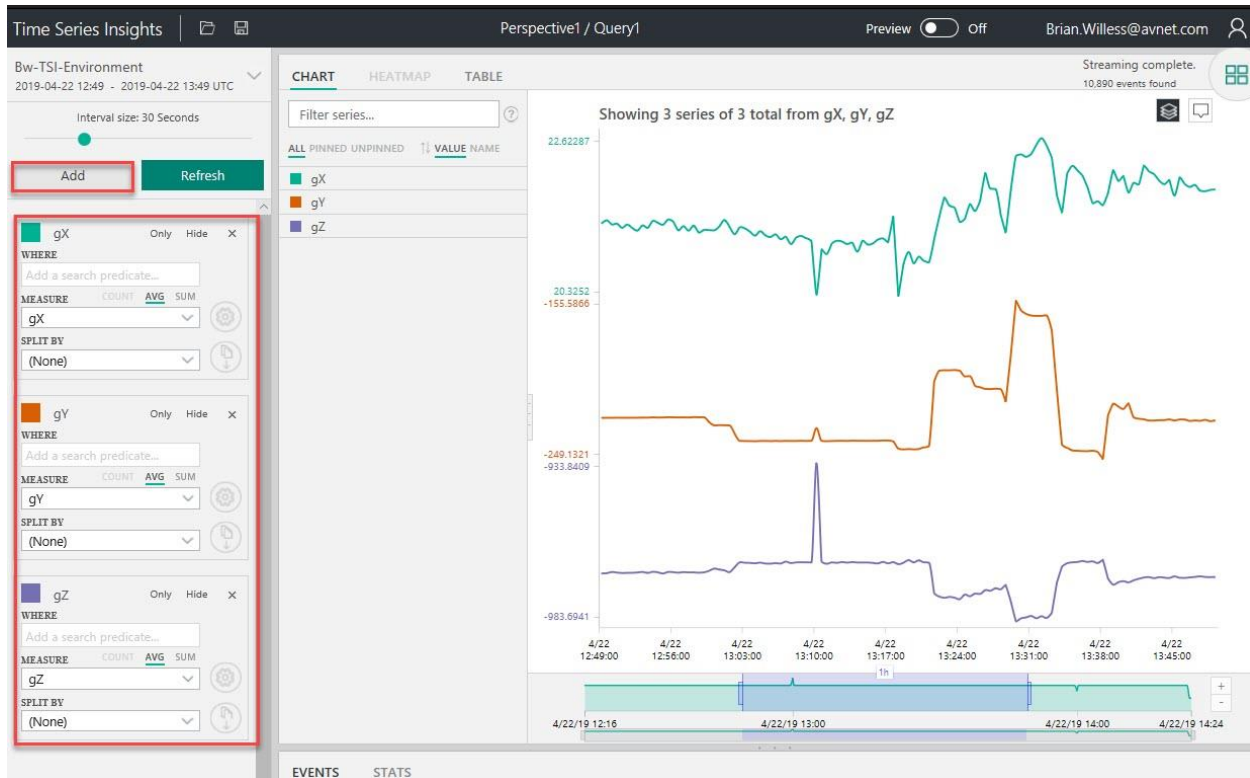 Time Series Insights
Perspective1 / Query1
Preview Off
Brian.Willess@avnet.com
Bw-TSI-Environment
2019-04-22 12:49 - 2019-04-22 13:49 UTC
Interval size: 30 Seconds
Add Refresh
gX Only Hide ×
WHERE
Add a search predicate...
MEASURE COUNT AVG SUM
gX
SPLIT BY
(None)
gY Only Hide ×
WHERE
Add a search predicate...
MEASURE COUNT AVG SUM
gY
SPLIT BY
(None)
gZ Only Hide ×
WHERE
Add a search predicate...
MEASURE COUNT AVG SUM
gZ
SPLIT BY
(None)
CHART HEATMAP TABLE
Streaming complete.
10,890 events found
Filter series... ?
ALL PINNED UNPINNED VALUE NAME
gX
gY
gZ
Showing 3 series of 3 total from gX, gY, gZ
22.62287
20.3252
-155.5866
-249.1321
-933.8409
-983.6941
4/22 4/22 4/22 4/22 4/22 4/22 4/22 4/22 4/22
12:49:00 12:56:00 13:03:00 13:10:00 13:17:00 13:24:00 13:31:00 13:38:00 13:45:00
1h
+
-
4/22/19 12:16 4/22/19 13:00 4/22/19 14:00 4/22/19 14:24
EVENTS STATS